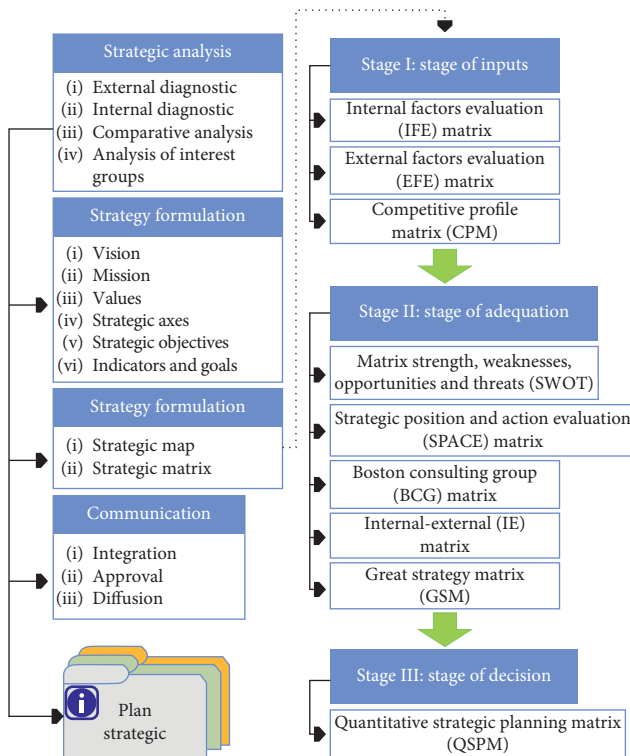 Strategic analysis
(i) External diagnostic
(ii) Internal diagnostic
(iii) Comparative analysis
(iv) Analysis of interest
groups
Strategy formulation
(i) Vision
(ii) Mission
(iii) Values
(iv) Strategic axes
(v) Strategic objectives
(vi) Indicators and goals
Strategy formulation
(i) Strategic map
(ii) Strategic matrix
Communication
(i) Integration
(ii) Approval
(iii) Diffusion
i
Plan
strategic
Stage I: stage of inputs
Internal factors evaluation
(IFE) matrix
External factors evaluation
(EFE) matrix
Competitive profile
matrix (CPM)
Stage II: stage of adequation
Matrix strength, weaknesses,
opportunities and threats (SWOT)
Strategic position and action evaluation
(SPACE) matrix
Boston consulting group
(BCG) matrix
Internal-external (IE)
matrix
Great strategy matrix
(GSM)
Stage III: stage of decision
Quantitative strategic planning matrix
(QSPM)